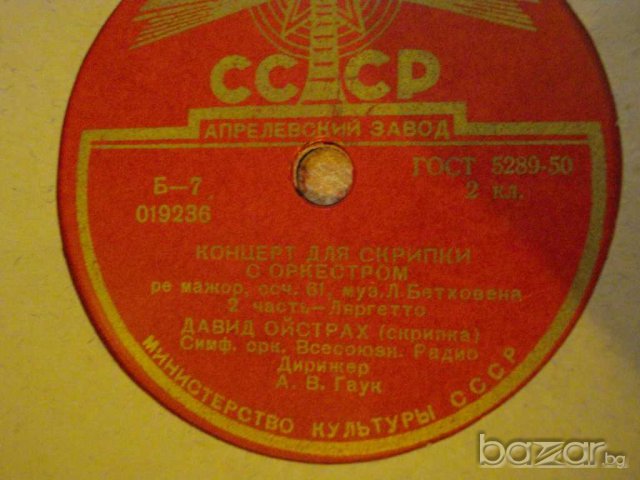 СССР
АПРЕЛЕВСКИЙ ЗАВОД
Б—7
019236
ГОСТ 5289-50
2 кл.
КОНЦЕРТ ДЛЯ СКРИПКИ
С ОРКЕСТРОМ
ре мажор, соч. 61, муз. Л. Бетховена
2 часть—Ляргетто
ДАВИД ОЙСТРАХ (скрипка)
Симф. орк. Всесоюзн. Радио
Дирижер
А. В. Гаук
МИНИСТЕРСТВО КУЛЬТУРЫ СССР
bazar.bg